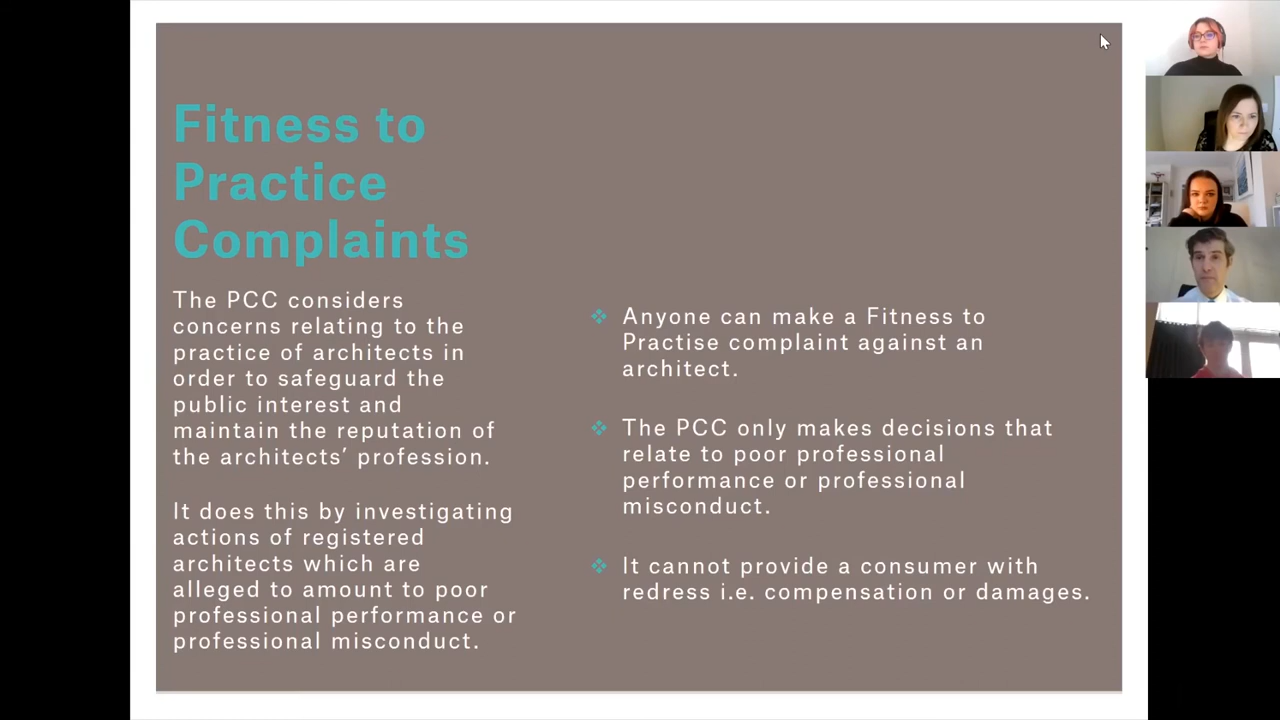 Fitness to
Practice
Complaints
The PCC considers
concerns relating to the
practice of architects in
order to safeguard the
public interest and
maintain the reputation of
the architects’ profession.
It does this by investigating
actions of registered
architects which are
alleged to amount to poor
professional performance or
professional misconduct.
❖ Anyone can make a Fitness to
Practise complaint against an
architect.
❖ The PCC only makes decisions that
relate to poor professional
performance or professional
misconduct.
❖ It cannot provide a consumer with
redress i.e. compensation or damages.